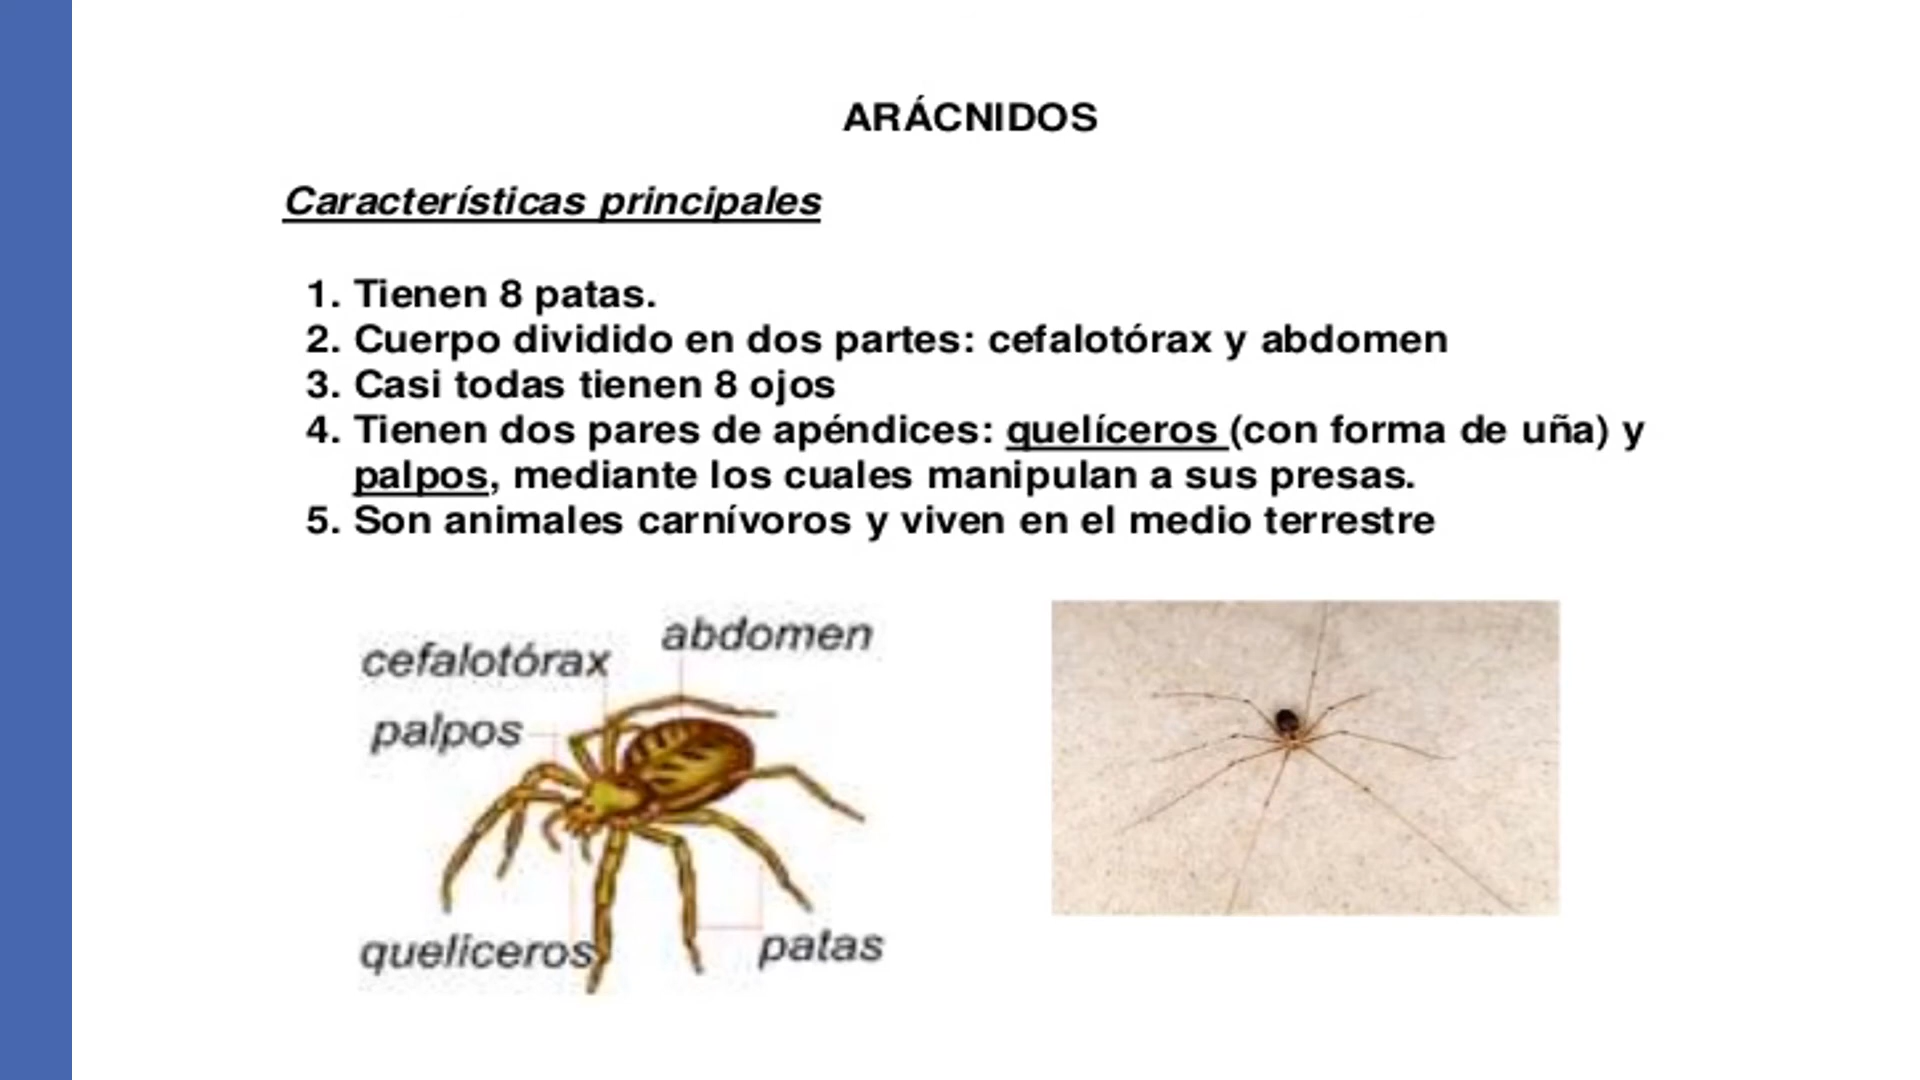 ARÁCNIDOS
Características principales
1. Tienen 8 patas.
2. Cuerpo dividido en dos partes: cefalotórax y abdomen
3. Casi todas tienen 8 ojos
4. Tienen dos pares de apéndices: quelíceros (con forma de uña) y
palpos, mediante los cuales manipulan a sus presas.
5. Son animales carnívoros y viven en el medio terrestre
abdomen
cefalotórax
palpos
quelíceros
patas